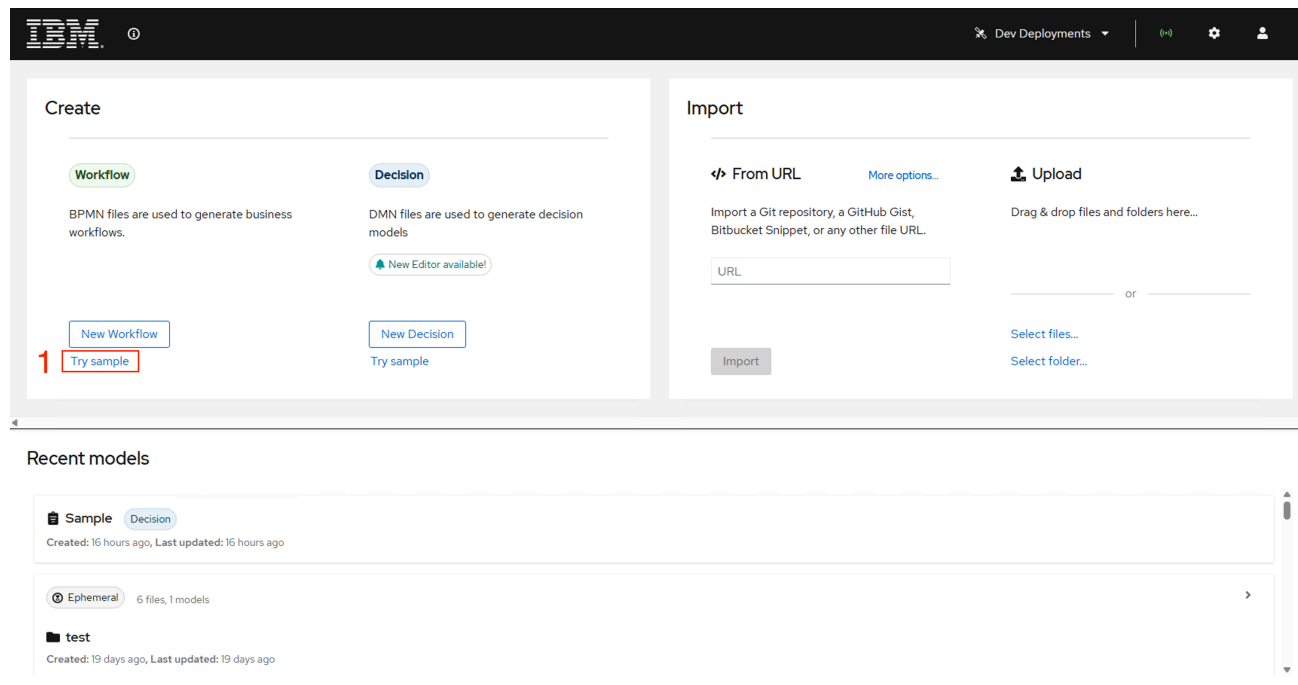 IBM.
Dev Deployments
Create
Workflow
BPMN files are used to generate business
workflows.
New Workflow
1
Try sample
Decision
DMN files are used to generate decision
models
New Editor available!
New Decision
Try sample
Import
From URL
More options...
Import a Git repository, a GitHub Gist,
Bitbucket Snippet, or any other file URL.
URL
Import
Upload
Drag & drop files and folders here...
or
Select files...
Select folder...
Recent models
Sample Decision
Created: 16 hours ago, Last updated: 16 hours ago
Ephemeral 6 files, 1 models
test
Created: 19 days ago, Last updated: 19 days ago